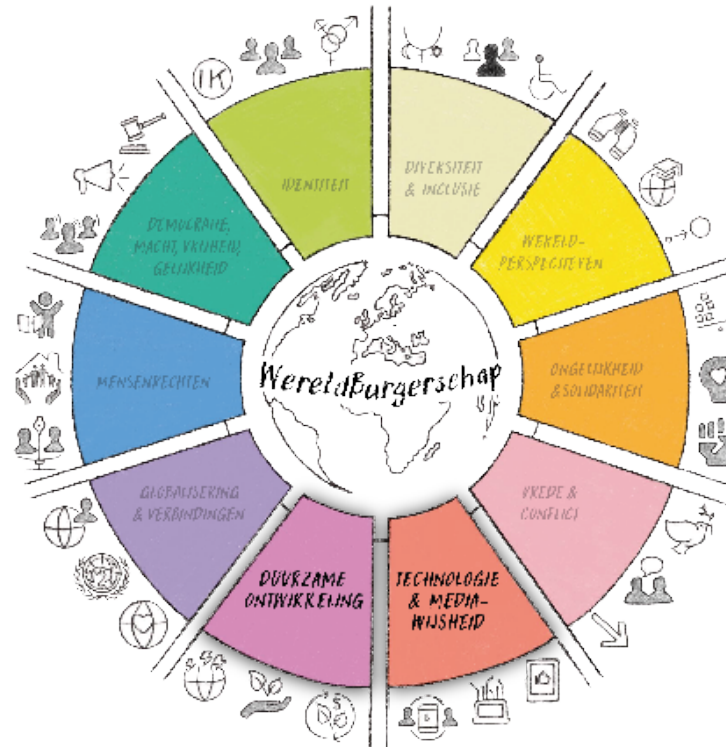 IK
IDENTITEIT
DIVERSITEIT
& INCLUSIE
DEMOCRATIE,
MACHT, VRIJHEID,
GELIJKHEID
WERELD-
PERSPECTIEVEN
MENSENRECHTEN
WereldBurgerschap
ONGELIJKHEID
& SOLIDARITEIT
GLOBALISERING
& VERBINDINGEN
VREDE &
CONFLICT
DUURZAME
ONTWIKKELING
TECHNOLOGIE
& MEDIA-
WIJSHEID